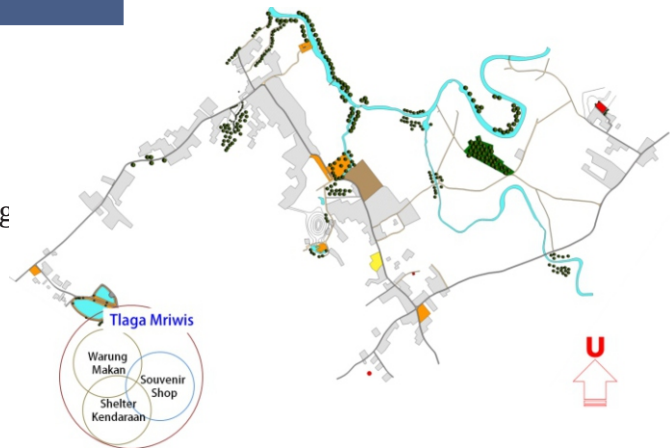 g
Tlaga Mriwis
Warung
Makan
Souvenir
Shop
Shelter
Kendaraan
U